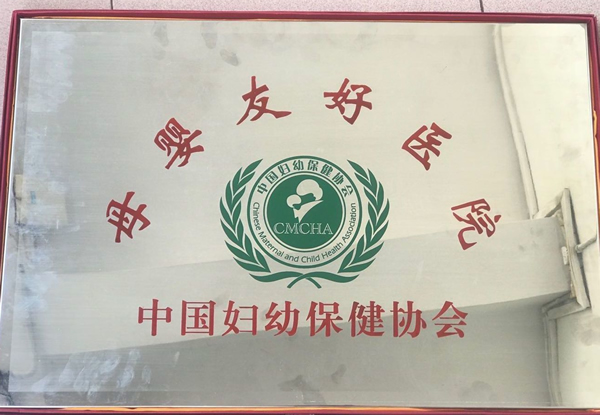 母婴友好医院
中国妇幼保健协会
CMCHA
Chinese Maternal and Child Health Association
中国妇幼保健协会